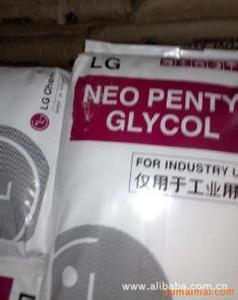 LG
LG Chem
NEO PENTY
GLYCOL
FOR INDUSTRY
仅用于工业用
www.alibaba.com.cn